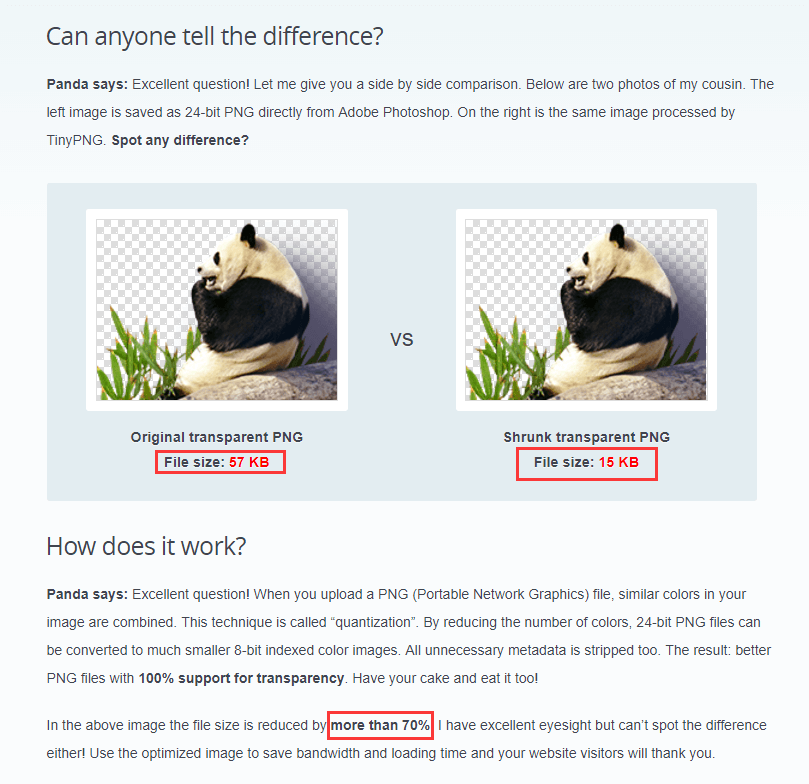 Can anyone tell the difference?
Panda says: Excellent question! Let me give you a side by side comparison. Below are two photos of my cousin. The
left image is saved as 24-bit PNG directly from Adobe Photoshop. On the right is the same image processed by
TinyPNG. Spot any difference?
VS
Original transparent PNG
File size: 57 KB
Shrunk transparent PNG
File size: 15 KB
How does it work?
Panda says: Excellent question! When you upload a PNG (Portable Network Graphics) file, similar colors in your
image are combined. This technique is called “quantization”. By reducing the number of colors, 24-bit PNG files can
be converted to much smaller 8-bit indexed color images. All unnecessary metadata is stripped too. The result: better
PNG files with 100% support for transparency. Have your cake and eat it too!
In the above image the file size is reduced by more than 70%. I have excellent eyesight but can’t spot the difference
either! Use the optimized image to save bandwidth and loading time and your website visitors will thank you.